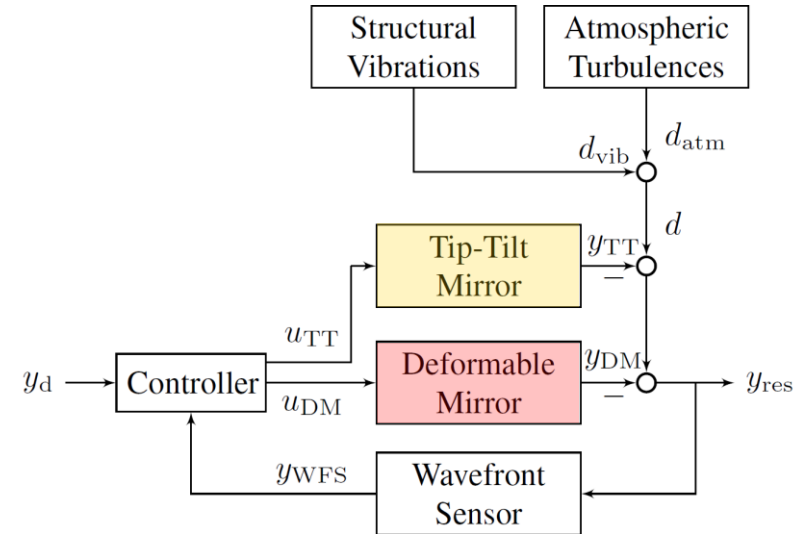 Structural
Vibrations
Atmospheric
Turbulences
d_vib
d_atm
d
Tip-Tilt
Mirror
y_TT
−
u_TT
y_d
Controller
u_DM
Deformable
Mirror
y_DM
−
y_res
y_WFS
Wavefront
Sensor